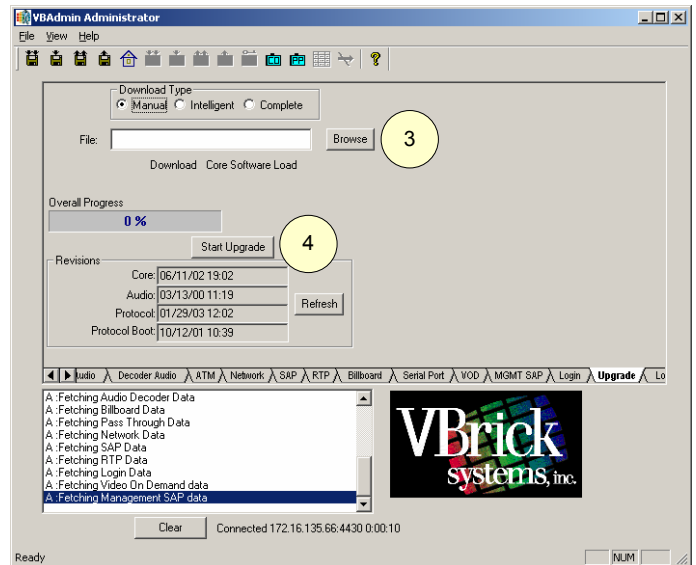 VBAdmin Administrator
File View Help
Download Type
Manual Intelligent Complete
File: Browse 3
Download Core Software Load
Overall Progress
0 %
Start Upgrade 4
Revisions
Core: 06/11/02 19:02
Audio: 03/13/00 11:19
Refresh
Protocol: 01/29/03 12:02
Protocol Boot: 10/12/01 10:39
udio Decoder Audio ATM Network SAP RTP Billboard Serial Port VOD MGMT SAP Login Upgrade Lo
A :Fetching Audio Decoder Data
A :Fetching Billboard Data
A :Fetching Pass Through Data
A :Fetching Network Data
A :Fetching SAP Data
A :Fetching RTP Data
A :Fetching Login Data
A :Fetching Video On Demand data
A :Fetching Management SAP data
VBrick
systems, inc.
Clear Connected 172.16.135.66:4430 0:00:10
Ready NUM